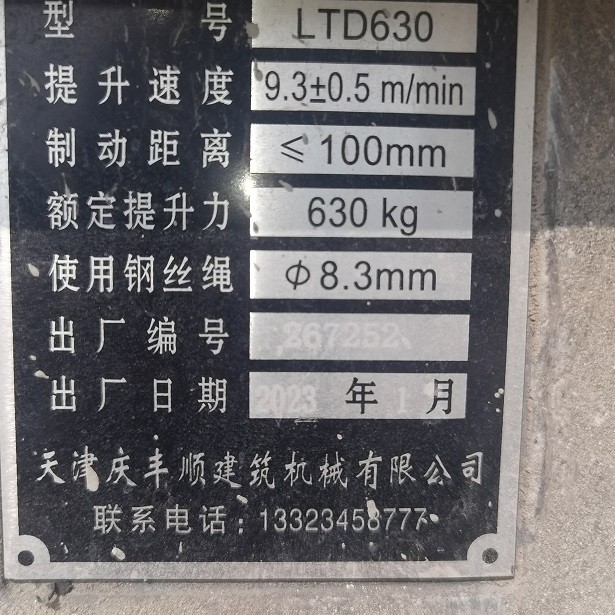 型 号 LTD630
提升速度 9.3±0.5 m/min
制动距离 ≤100mm
额定提升力 630 kg
使用钢丝绳 Φ8.3mm
出厂编号 267252
出厂日期 2023 年 1 月
天津庆丰顺建筑机械有限公司
联系电话：13323458777